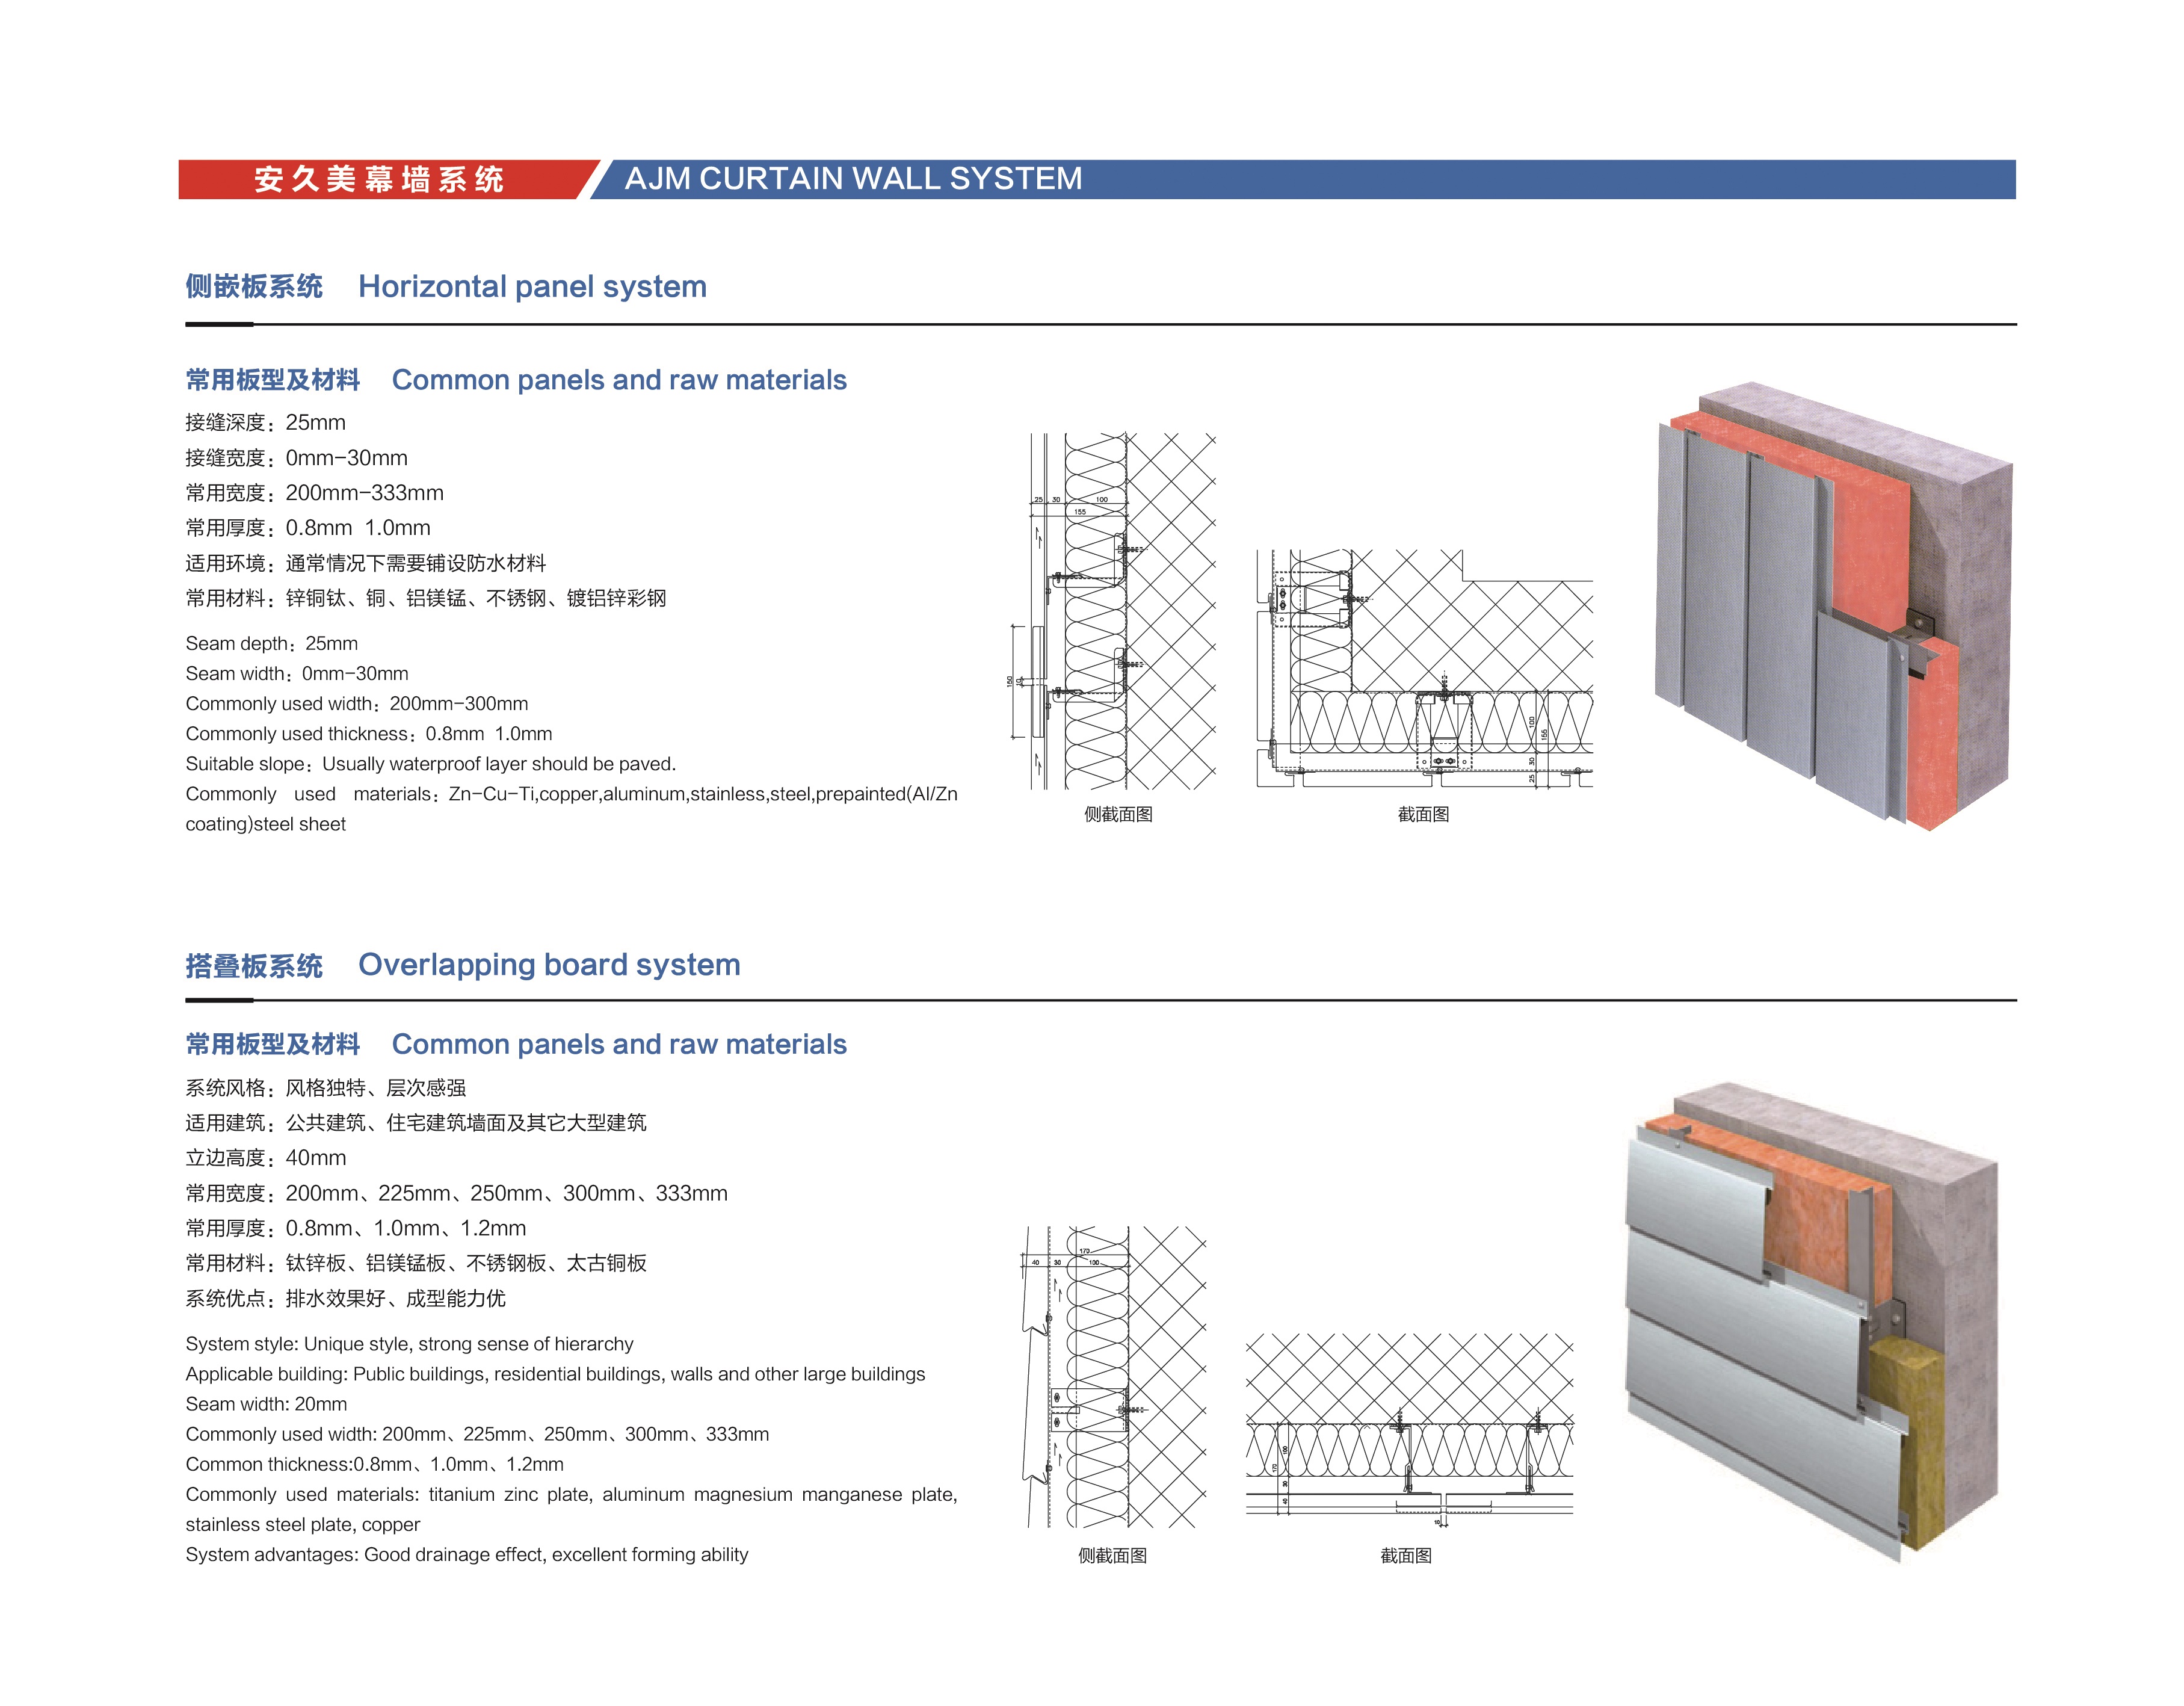 安久美幕墙系统 AJM CURTAIN WALL SYSTEM
侧嵌板系统 Horizontal panel system
常用板型及材料 Common panels and raw materials
接缝深度：25mm
接缝宽度：0mm-30mm
常用宽度：200mm-333mm
常用厚度：0.8mm 1.0mm
适用环境：通常情况下需要铺设防水材料
常用材料：锌铜钛、铜、铝镁锰、不锈钢、镀铝锌彩钢
Seam depth：25mm
Seam width：0mm-30mm
Commonly used width：200mm-300mm
Commonly used thickness：0.8mm 1.0mm
Suitable slope：Usually waterproof layer should be paved.
Commonly used materials：Zn-Cu-Ti,copper,aluminum,stainless,steel,prepainted(Al/Zn
coating)steel sheet
25 30 100
155
150
10
侧截面图
100
155
30
25
截面图
搭叠板系统 Overlapping board system
常用板型及材料 Common panels and raw materials
系统风格：风格独特、层次感强
适用建筑：公共建筑、住宅建筑墙面及其它大型建筑
立边高度：40mm
常用宽度：200mm、225mm、250mm、300mm、333mm
常用厚度：0.8mm、1.0mm、1.2mm
常用材料：钛锌板、铝镁锰板、不锈钢板、太古铜板
系统优点：排水效果好、成型能力优
System style: Unique style, strong sense of hierarchy
Applicable building: Public buildings, residential buildings, walls and other large buildings
Seam width: 20mm
Commonly used width: 200mm、225mm、250mm、300mm、333mm
Common thickness:0.8mm、1.0mm、1.2mm
Commonly used materials: titanium zinc plate, aluminum magnesium manganese plate,
stainless steel plate, copper
System advantages: Good drainage effect, excellent forming ability
170
40 30 100
侧截面图
100
170
30
40
10
截面图